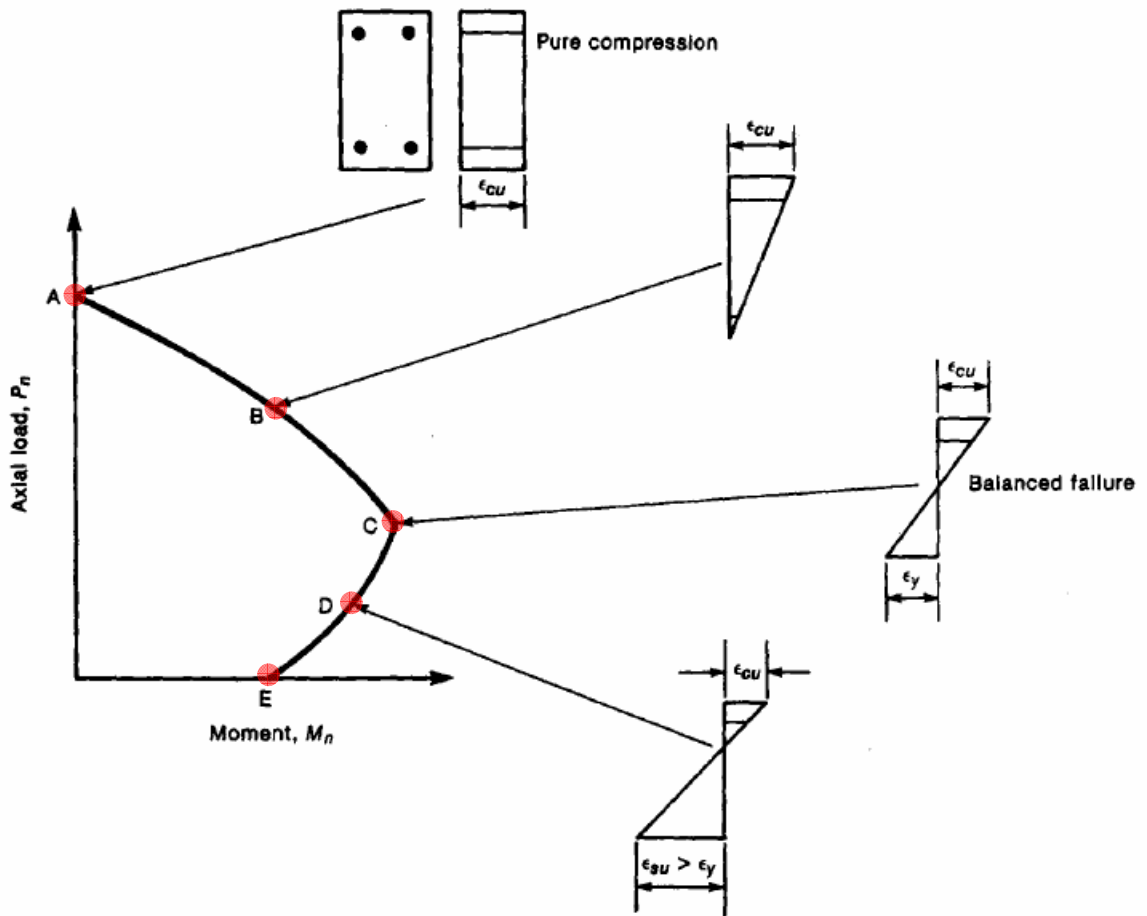 Pure compression
ϵcu
ϵcu
A
B
ϵcu
Axial load, Pn
Balanced failure
C
ϵy
D
ϵcu
E
Moment, Mn
ϵsu > ϵy